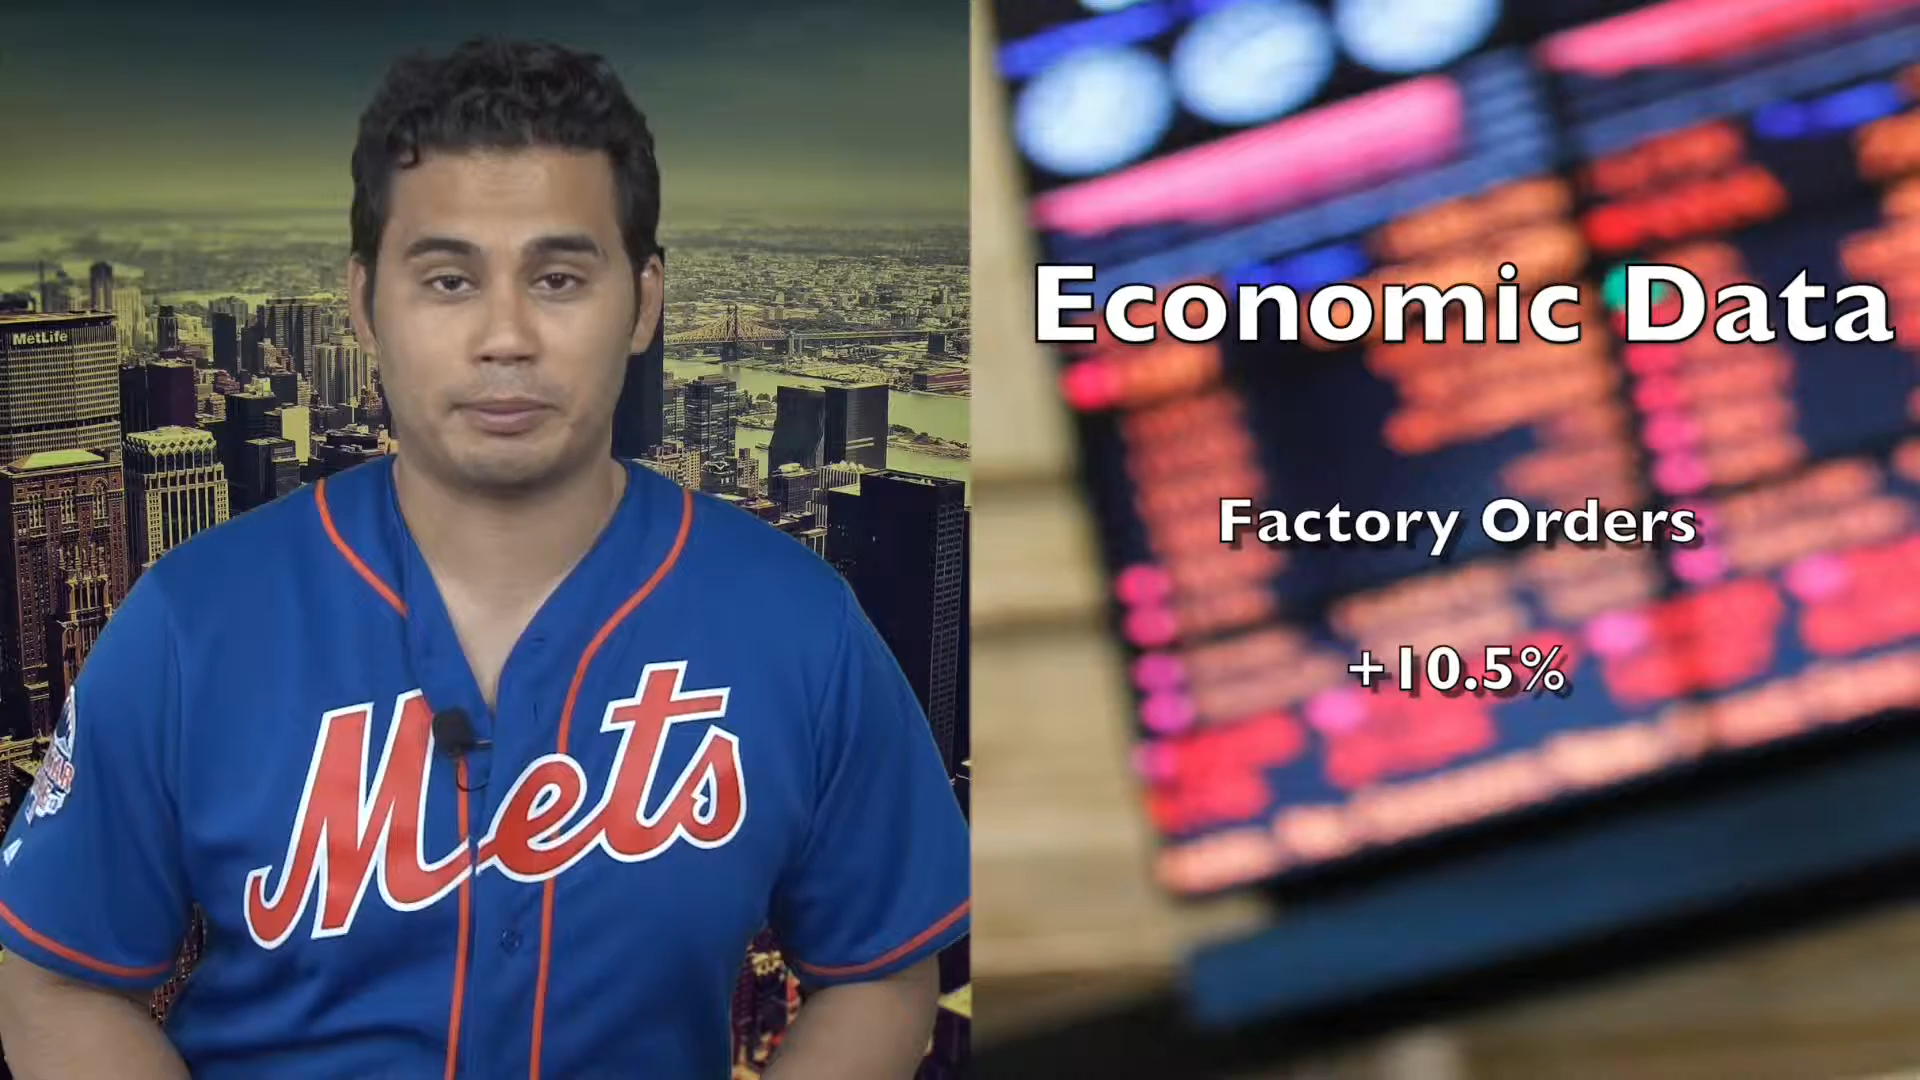 MetLife
Mets
Economic Data
Factory Orders
+10.5%